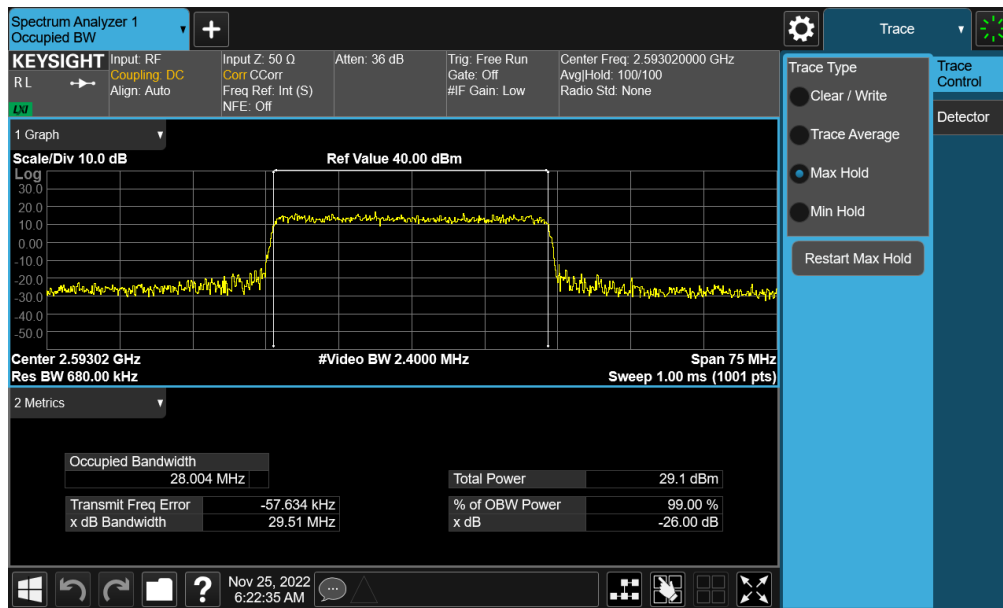 Spectrum Analyzer 1
Occupied BW
+
Trace
KEYSIGHT
R L
LXI
Input: RF
Coupling: DC
Align: Auto
Input Z: 50 Ω
Corr CCorr
Freq Ref: Int (S)
NFE: Off
Atten: 36 dB
Trig: Free Run
Gate: Off
#IF Gain: Low
Center Freq: 2.593020000 GHz
Avg|Hold: 100/100
Radio Std: None
Trace Type
Clear / Write
Trace Average
Max Hold
Min Hold
Restart Max Hold
Trace
Control
Detector
1 Graph
Scale/Div 10.0 dB
Ref Value 40.00 dBm
Log
30.0
20.0
10.0
0.00
-10.0
-20.0
-30.0
-40.0
-50.0
Center 2.59302 GHz
#Video BW 2.4000 MHz
Span 75 MHz
Res BW 680.00 kHz
Sweep 1.00 ms (1001 pts)
2 Metrics
Occupied Bandwidth
28.004 MHz
Total Power 29.1 dBm
Transmit Freq Error -57.634 kHz
% of OBW Power 99.00 %
x dB Bandwidth 29.51 MHz
x dB -26.00 dB
?
Nov 25, 2022
6:22:35 AM